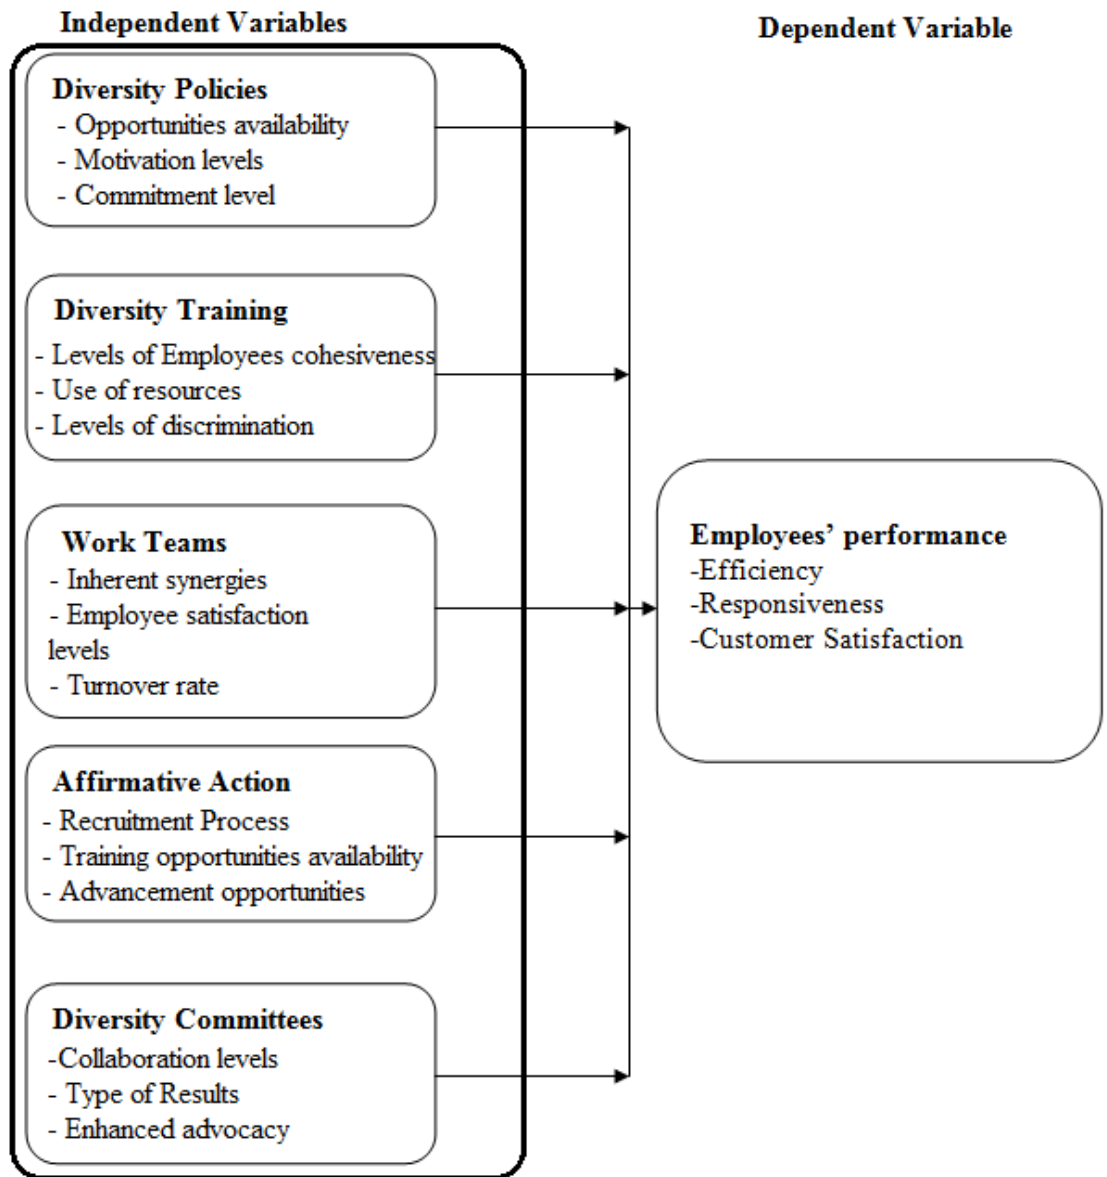 Independent Variables
Dependent Variable
Diversity Policies
- Opportunities availability
- Motivation levels
- Commitment level
Diversity Training
- Levels of Employees cohesiveness
- Use of resources
- Levels of discrimination
Work Teams
- Inherent synergies
- Employee satisfaction
levels
- Turnover rate
Affirmative Action
- Recruitment Process
- Training opportunities availability
- Advancement opportunities
Diversity Committees
-Collaboration levels
- Type of Results
- Enhanced advocacy
Employees’ performance
-Efficiency
-Responsiveness
-Customer Satisfaction